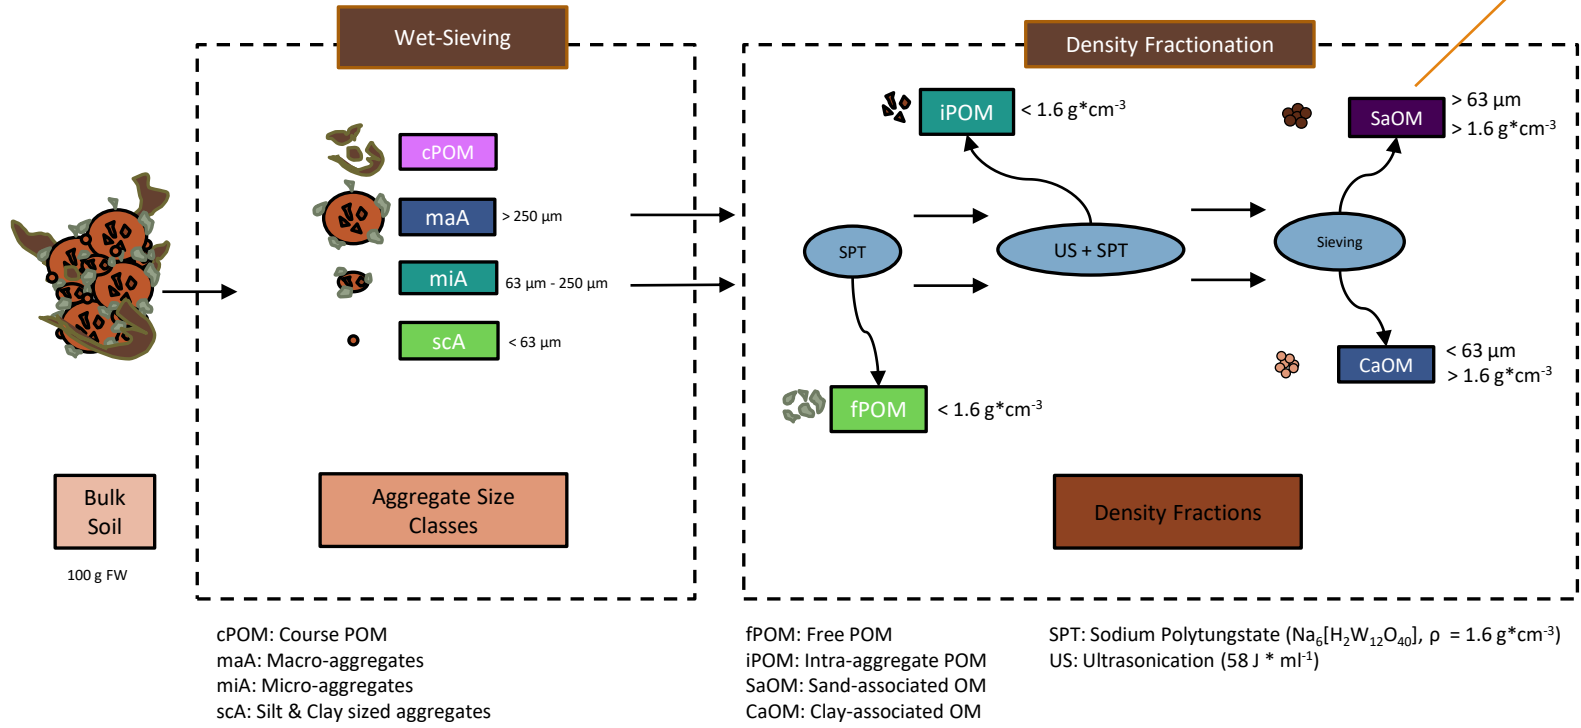 Wet-Sieving
Density Fractionation
cPOM
maA
> 250 µm
miA
63 µm - 250 µm
scA
< 63 µm
iPOM
< 1.6 g*cm⁻³
SaOM
> 63 µm
> 1.6 g*cm⁻³
SPT
US + SPT
Sieving
fPOM
< 1.6 g*cm⁻³
CaOM
< 63 µm
> 1.6 g*cm⁻³
Bulk
Soil
100 g FW
Aggregate Size
Classes
Density Fractions
cPOM: Course POM
maA: Macro-aggregates
miA: Micro-aggregates
scA: Silt & Clay sized aggregates
fPOM: Free POM
iPOM: Intra-aggregate POM
SaOM: Sand-associated OM
CaOM: Clay-associated OM
SPT: Sodium Polytungstate (Na₆[H₂W₁₂O₄₀], ρ = 1.6 g*cm⁻³)
US: Ultrasonication (58 J * ml⁻¹)